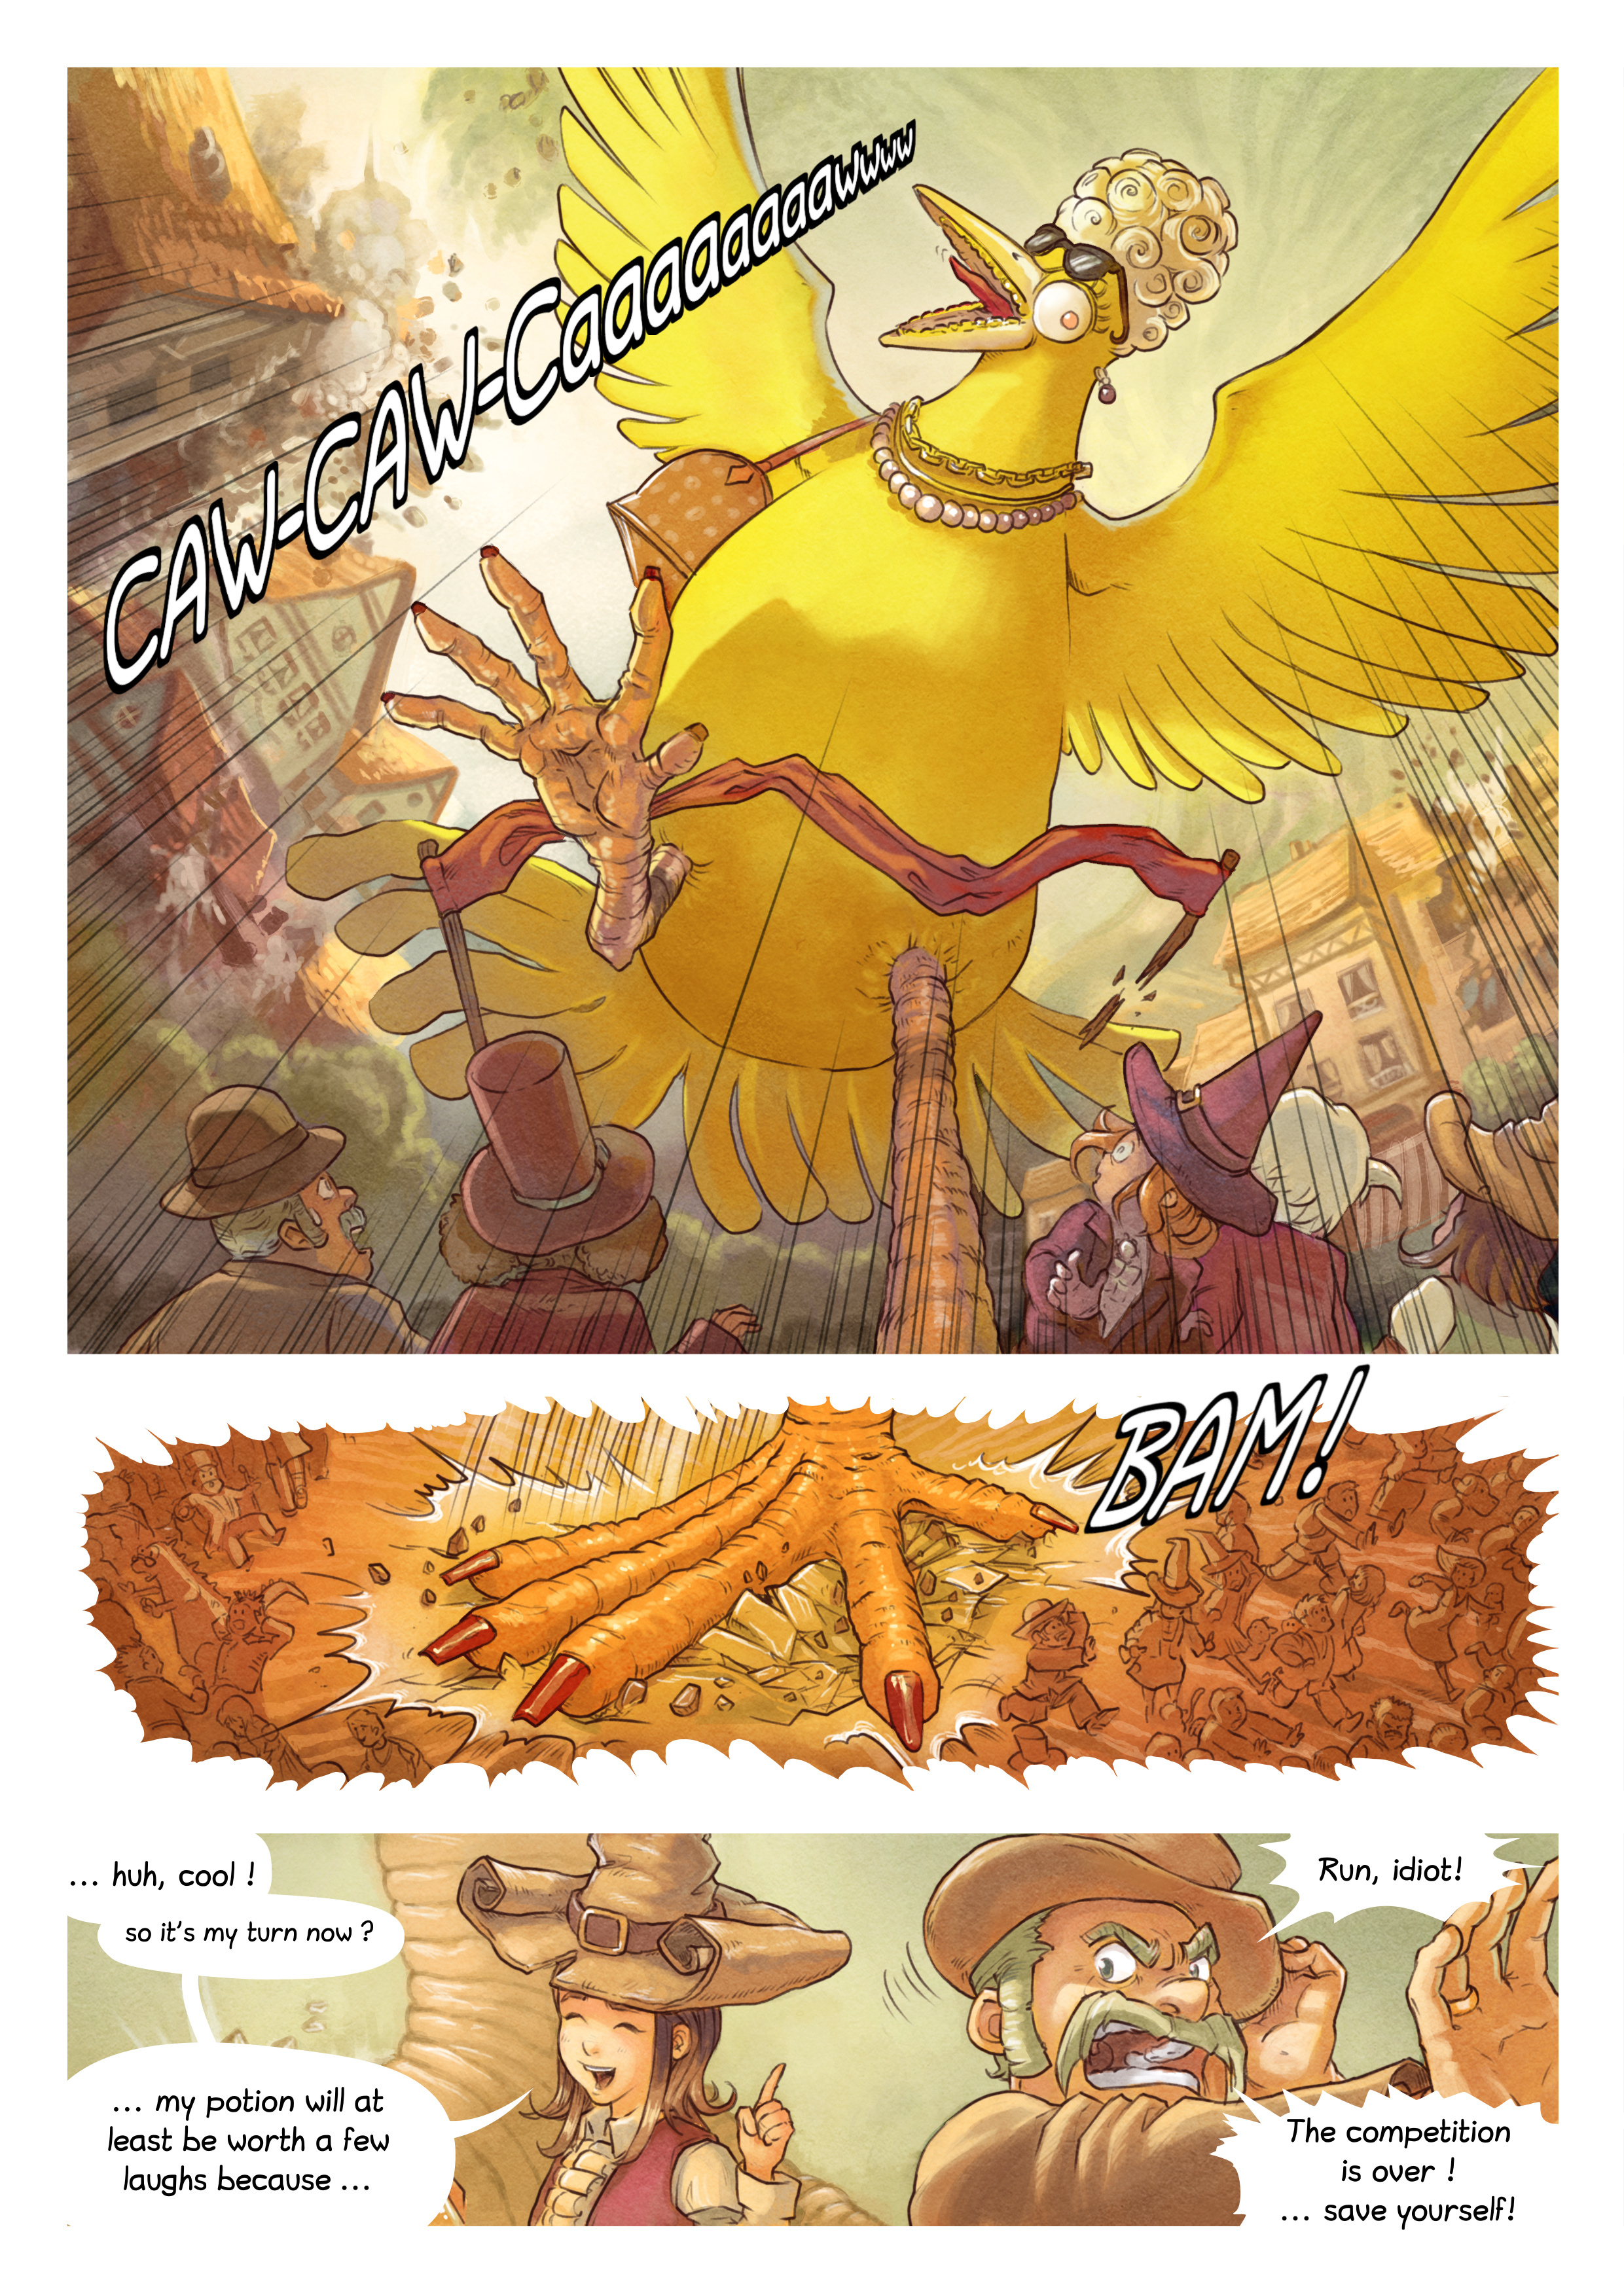 CAW-CAW-Caaaaaaaaawwww
BAM!
... huh, cool !
so it's my turn now ?
... my potion will at
least be worth a few
laughs because ...
Run, idiot!
The competition
is over !
... save yourself!